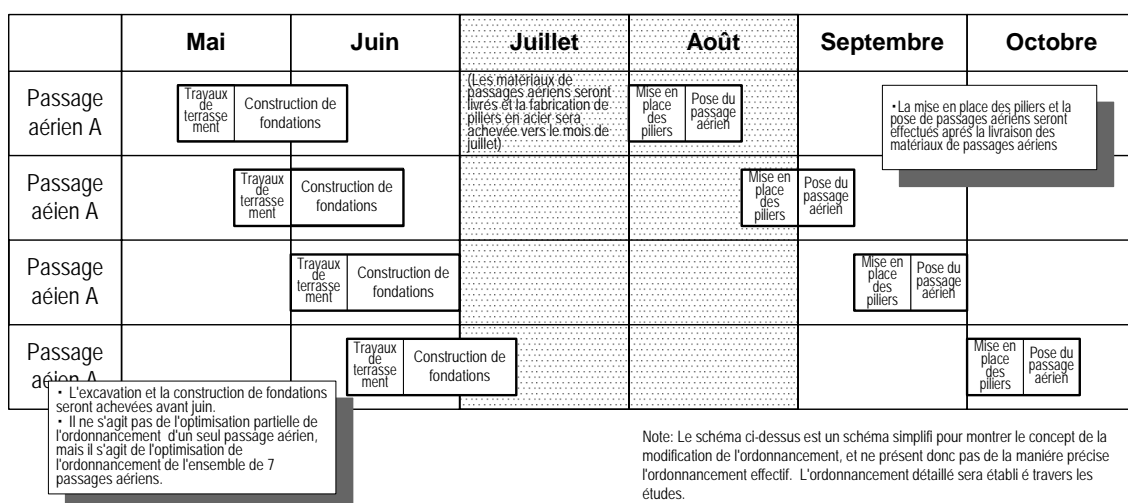 Mai Juin Juillet Août Septembre Octobre
Passage
aérien A
Travaux
de
terrasse
ment
Construction de
fondations
(Les matériaux de
passages aériens seront
livrés et la fabrication de
piliers en acier sera
achevée vers le mois de
juillet)
Mise en
place
des
piliers
Pose du
passage
aérien
・La mise en place des piliers et la
pose de passages aériens seront
effectués aprés la livraison des
matériaux de passages aériens
Passage
aéien A
Travaux
de
terrasse
ment
Construction de
fondations
Mise en
place
des
piliers
Pose du
passage
aérien
Passage
aéien A
Travaux
de
terrasse
ment
Construction de
fondations
Mise en
place
des
piliers
Pose du
passage
aérien
Passage
aéien A
Travaux
de
terrasse
ment
Construction de
fondations
Mise en
place
des
piliers
Pose du
passage
aérien
・ L'excavation et la construction de fondations
seront achevées avant juin.
・ Il ne s'agit pas de l'optimisation partielle de
l'ordonnancement d'un seul passage aérien,
mais il s'agit de l'optimisation de
l'ordonnancement de l'ensemble de 7
passages aériens.
Note: Le schéma ci-dessus est un schéma simplifi pour montrer le concept de la
modification de l'ordonnancement, et ne présent donc pas de la maniére précise
l'ordonnancement effectif. L'ordonnancement détaillé sera établi é travers les
études.